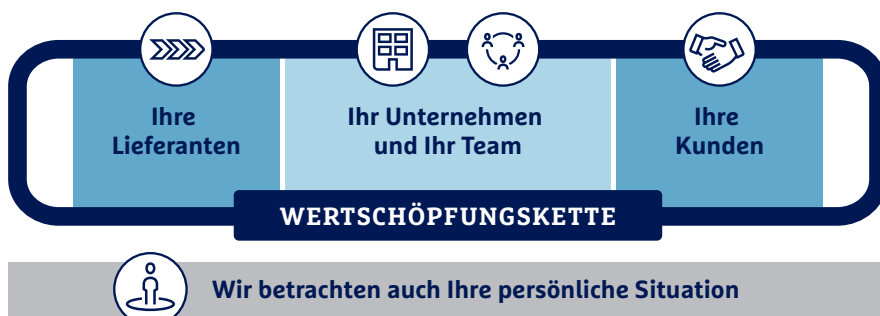 Ihre
Lieferanten
Ihr Unternehmen
und Ihr Team
Ihre
Kunden
WERTSCHÖPFUNGSKETTE
Wir betrachten auch Ihre persönliche Situation